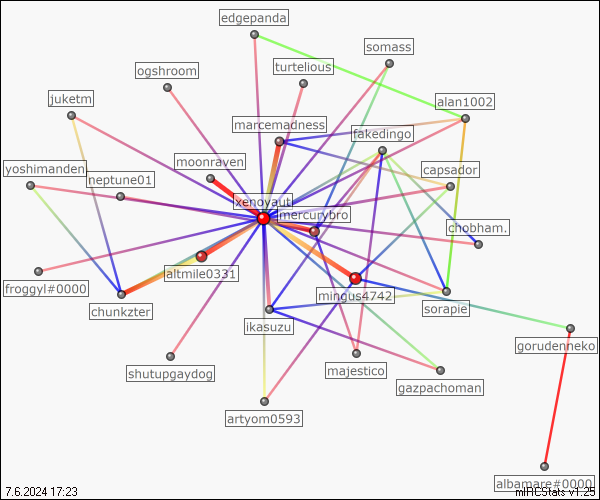 edgepanda
somass
turtelious
ogshroom
juketm
alan1002
marcemadness
fakedingo
moonraven
yoshimanden
capsador
neptune01
xenoyaut
mercurybro
chobham.
altmile0331
froggyl#0000
mingus4742
chunkzter
sorapie
ikasuzu
gorudenneko
shutupgaydog
majestico
gazpachoman
artyom0593
albamare#0000
7.6.2024 17:23
mIRCStats v1.25